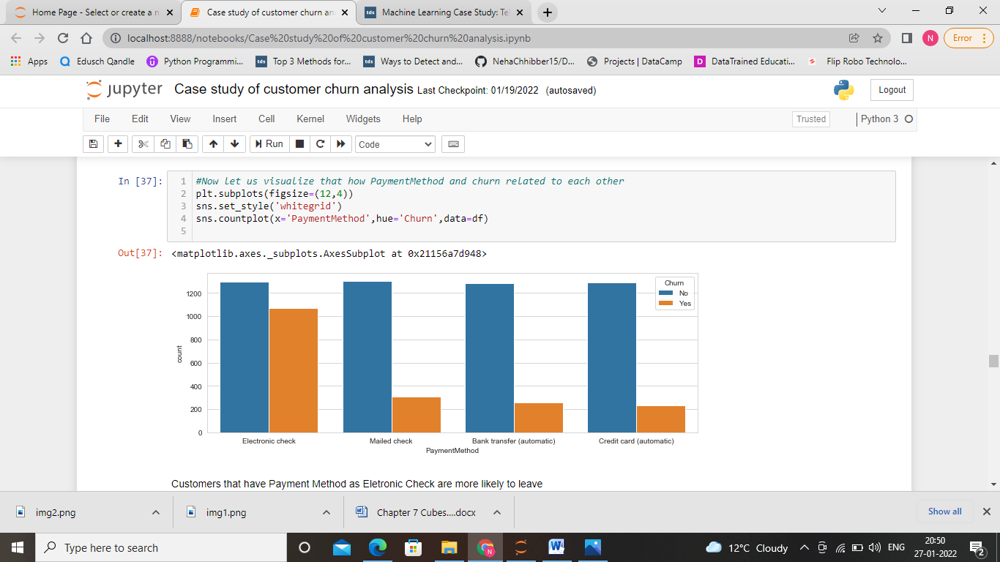 Home Page - Select or create a n
Case study of customer churn an
Machine Learning Case Study: Tel
localhost:8888/notebooks/Case%20study%20of%20customer%20churn%20analysis.ipynb
N
Error
Apps
Edusch Qandle
Python Programmi...
tds
Top 3 Methods for...
tds
Ways to Detect and...
NehaChhibber15/D...
Projects | DataCamp
D
DataTrained Educati...
Flip Robo Technolo...
jupyter
Case study of customer churn analysis Last Checkpoint: 01/19/2022 (autosaved)
Logout
File Edit View Insert Cell Kernel Widgets Help
Trusted
Python 3
Run
Code
In [37]:
1 #Now let us visualize that how PaymentMethod and churn related to each other
2 plt.subplots(figsize=(12,4))
3 sns.set_style('whitegrid')
4 sns.countplot(x='PaymentMethod',hue='Churn',data=df)
5
Out[37]: <matplotlib.axes._subplots.AxesSubplot at 0x21156a7d948>
Churn
No
Yes
1200
1000
800
600
400
200
0
count
Electronic check
Mailed check
Bank transfer (automatic)
Credit card (automatic)
PaymentMethod
Customers that have Payment Method as Eletronic Check are more likely to leave
img2.png
img1.png
Chapter 7 Cubes....docx
Show all
Type here to search
N
12°C Cloudy
ENG
20:50
27-01-2022
2